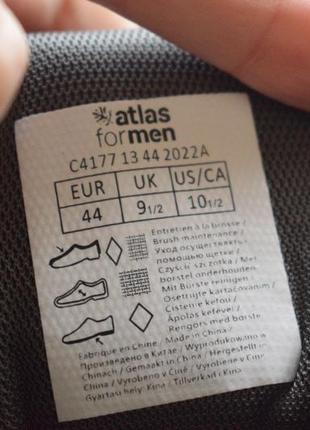 atlas
formen
C4177 13 44 2022A
EUR UK US/CA
44 9 1/2 10 1/2
Entretien à la brosse /
Brush maintenance /
Уход осуществлять с
помощью щетки /
Czyścić szczotką / Met
borstel onderhouden
Mit Bürste reinigen
Osetřujte kartáčováním /
Čistenie kefou /
Ápolás kefével /
Rengörs med borste
Fabriqué en Chine / Made in China /
Произведено в Китае / Wyprodukowano w
Chinach / Gemaakt in China / Hergestellt in
China / Vyrobeno v Číně / Vyrobené v Číne /
Gyártási hely: Kína / Tillverkad i Kina